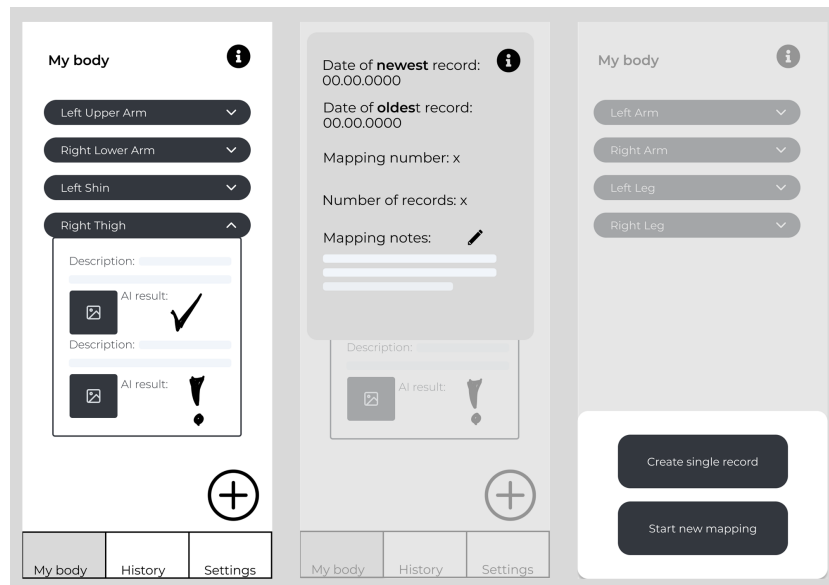 My body
Left Upper Arm
Right Lower Arm
Left Shin
Right Thigh
Description:
AI result:
Description:
AI result:
My body
History
Settings
Date of newest record:
00.00.0000
Date of oldest record:
00.00.0000
Mapping number: x
Number of records: x
Mapping notes:
Description:
AI result:
My body
History
Settings
My body
Left Arm
Right Arm
Left Leg
Right Leg
Create single record
Start new mapping